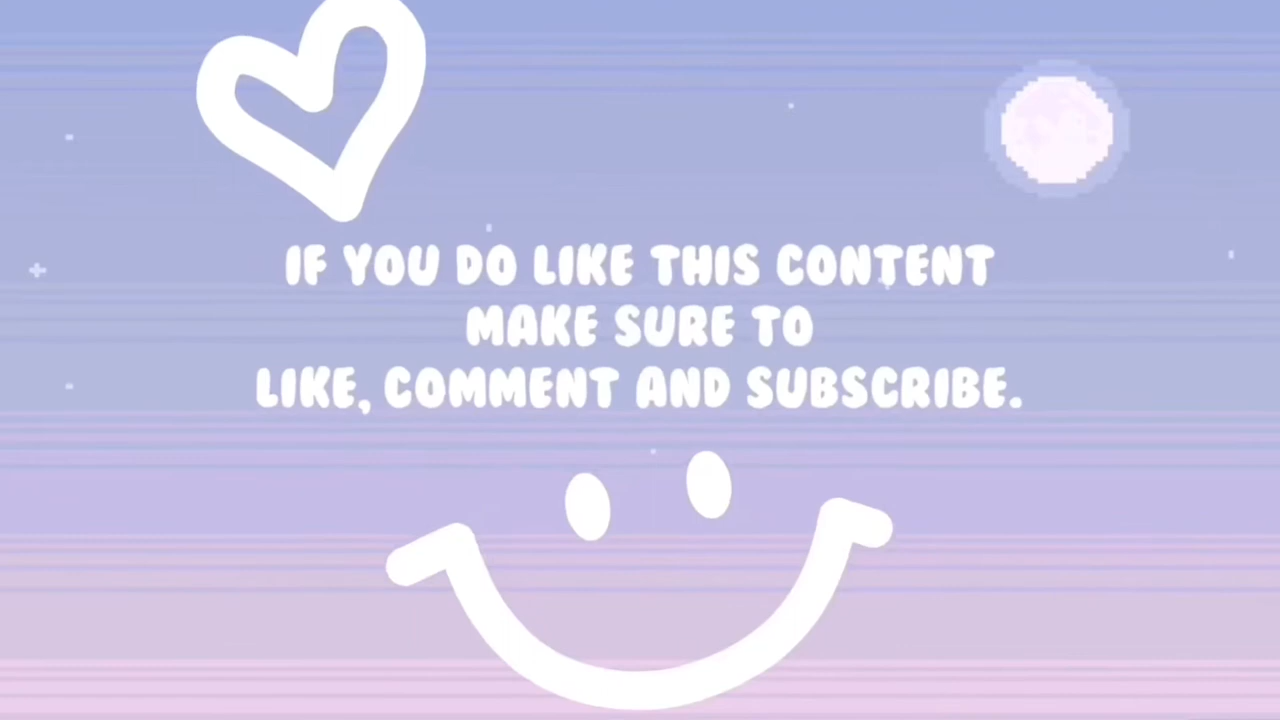 IF YOU DO LIKE THIS CONTENT
MAKE SURE TO
LIKE, COMMENT AND SUBSCRIBE.